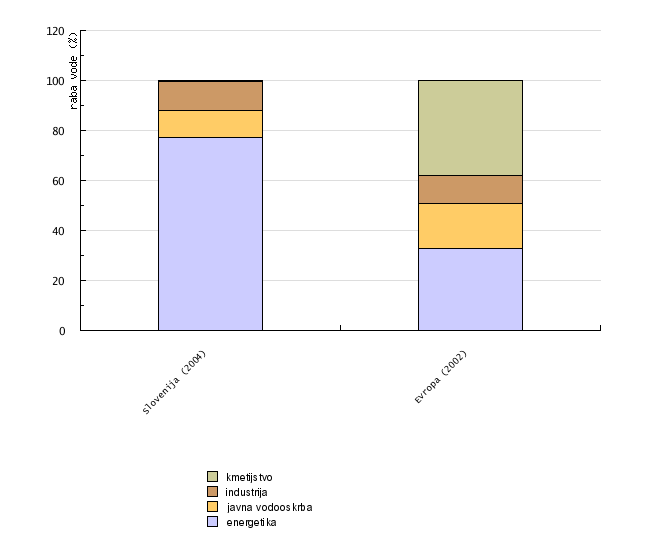 120
raba vode (%)
100
80
60
40
20
0
Slovenija (2004)
Evropa (2002)
kmetijstvo
industrija
javna vodooskrba
energetika